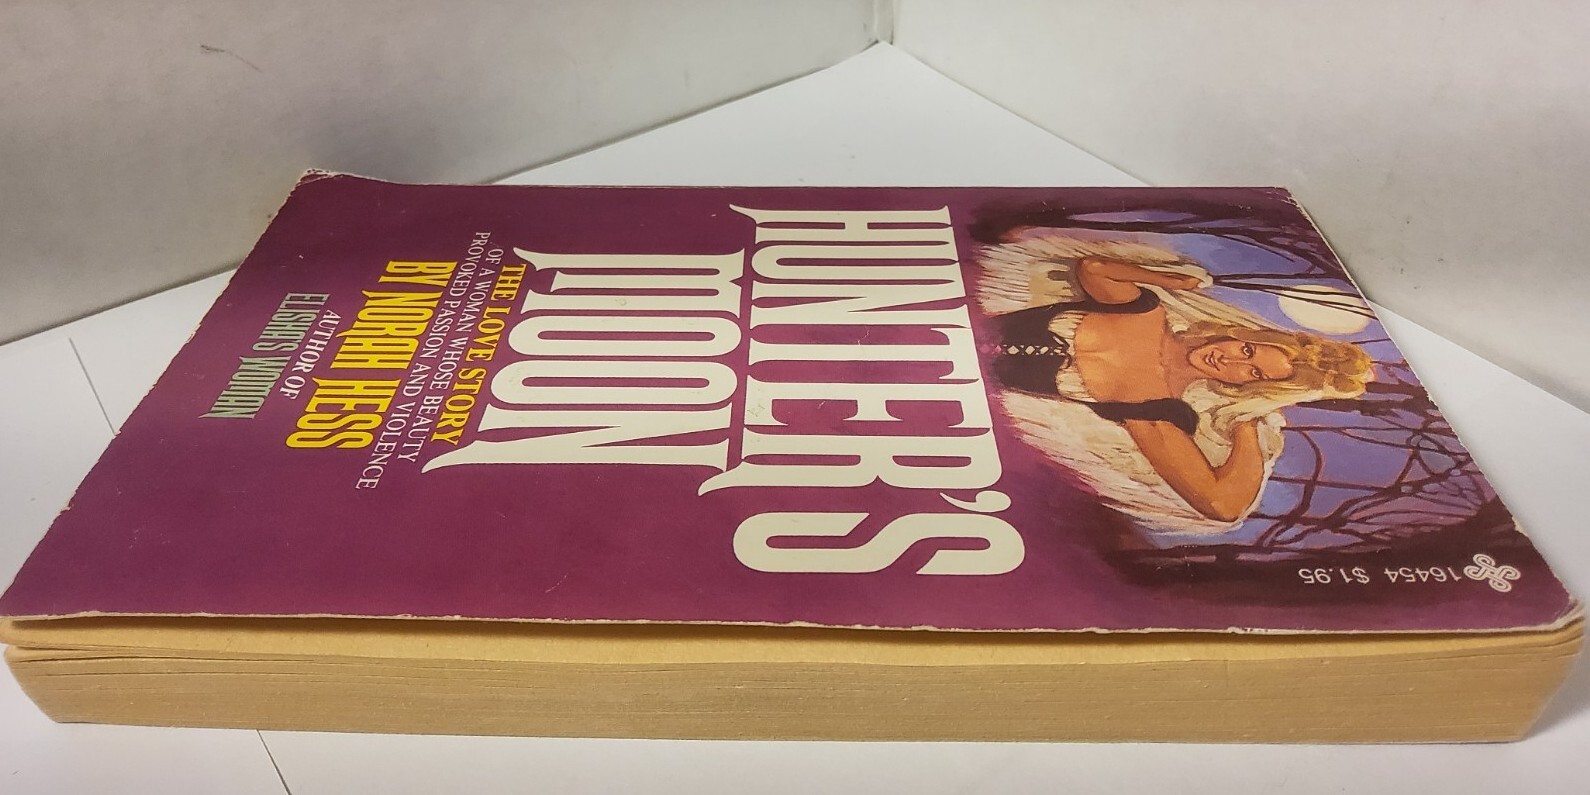 16454 $1.95
HUNTER'S
MOON
THE LOVE STORY
OF A WOMAN WHOSE BEAUTY
PROVOKED PASSION AND VIOLENCE
BY NORAH HESS
AUTHOR OF
ELISHA'S WOMAN